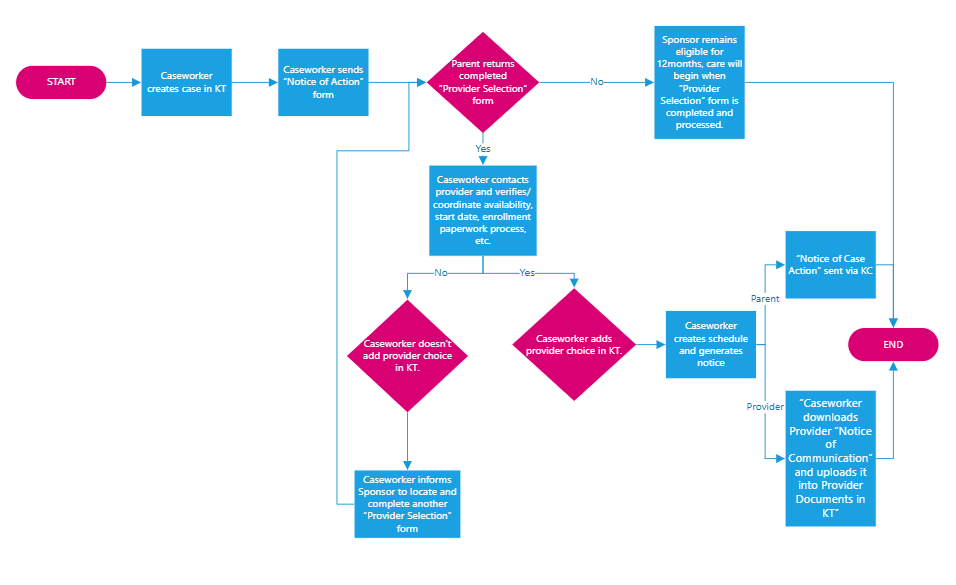 START
Caseworker
creates case in KT
Caseworker sends
"Notice of Action"
form
Parent returns
completed
"Provider Selection"
form
No
Sponsor remains
eligible for
12months, care will
begin when
"Provider
Selection" form is
completed and
processed.
Yes
Caseworker contacts
provider and verifies/
coordinate availability,
start date, enrollment
paperwork process,
etc.
No
Yes
Caseworker doesn't
add provider choice
in KT.
Caseworker adds
provider choice in KT.
Caseworker
creates schedule
and generates
notice
Parent
"Notice of Case
Action" sent via KC
END
Provider
"Caseworker
downloads
Provider "Notice
of
Communication"
and uploads it
into Provider
Documents in
KT"
Caseworker informs
Sponsor to locate and
complete another
"Provider Selection"
form